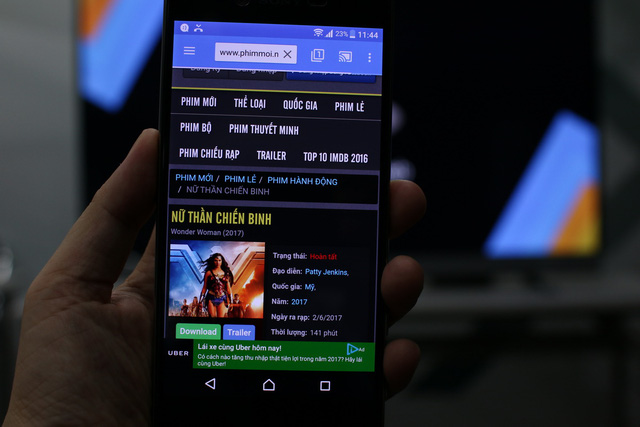 23% 11:44
www.phimmoi.n
1
PHIM MỚI THỂ LOẠI QUỐC GIA PHIM LẺ
PHIM BỘ PHIM THUYẾT MINH
PHIM CHIẾU RẠP TRAILER TOP 10 IMDB 2016
PHIM MỚI / PHIM LẺ / PHIM HÀNH ĐỘNG
/ NỮ THẦN CHIẾN BINH
NỮ THẦN CHIẾN BINH
Wonder Woman (2017)
Trạng thái: Hoàn tất
Đạo diễn: Patty Jenkins,
Quốc gia: Mỹ,
Năm: 2017
Ngày ra rạp: 2/6/2017
Thời lượng: 141 phút
Download Trailer
UBER
Lái xe cùng Uber hôm nay!
Có cách nào tăng thu nhập thật tiện lợi trong năm 2017? Hãy lái
cùng Uber!